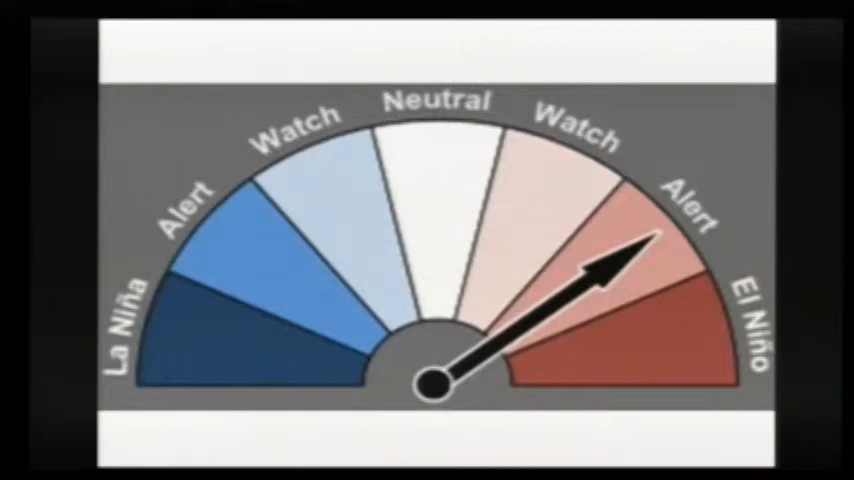 La Niña
Alert
Watch
Neutral
Watch
Alert
El Niño